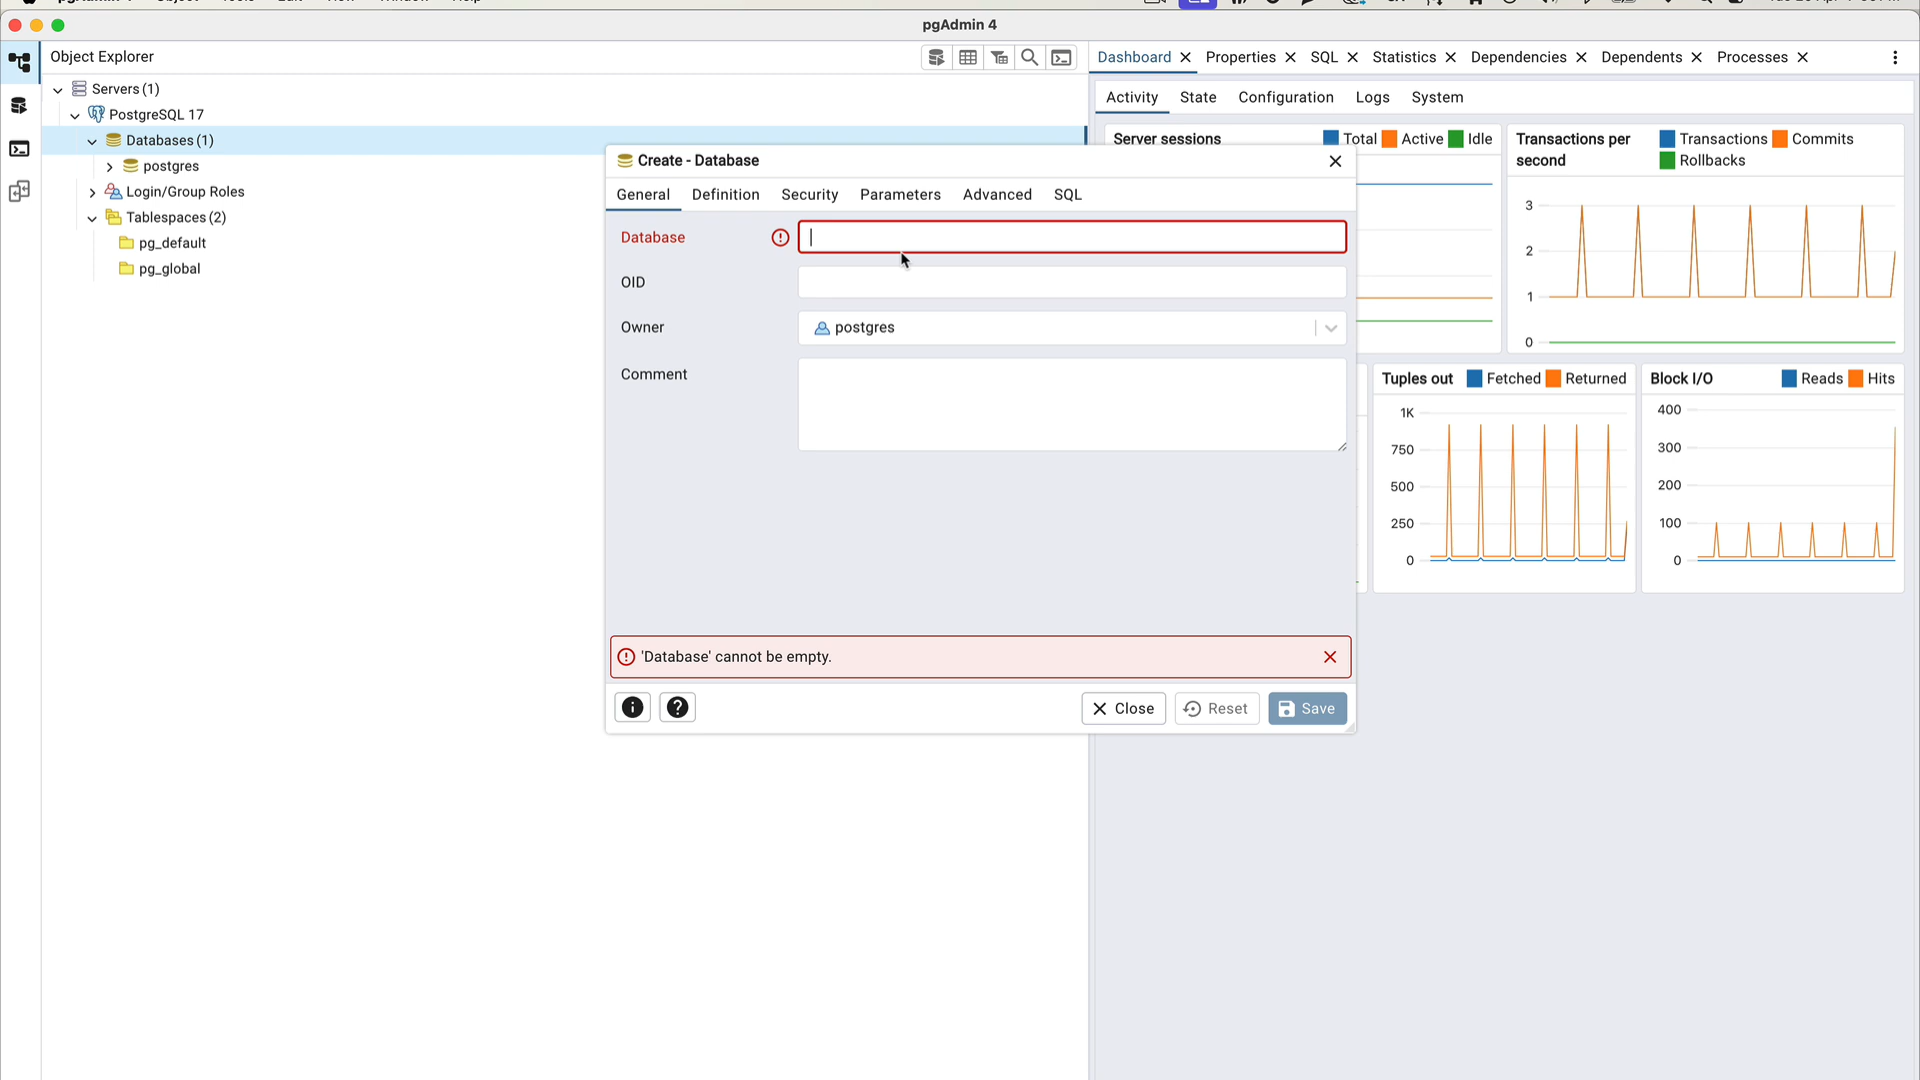 pgAdmin 4
Object Explorer
Servers (1)
PostgreSQL 17
Databases (1)
postgres
Login/Group Roles
Tablespaces (2)
pg_default
pg_global
Dashboard Properties SQL Statistics Dependencies Dependents Processes
Activity State Configuration Logs System
Server sessions Total Active Idle
Transactions per second Transactions Commits Rollbacks
3
2
1
0
Tuples out Fetched Returned
1K
750
500
250
0
Block I/O Reads Hits
400
300
200
100
0
Create - Database
General Definition Security Parameters Advanced SQL
Database
OID
Owner postgres
Comment
'Database' cannot be empty.
Close Reset Save